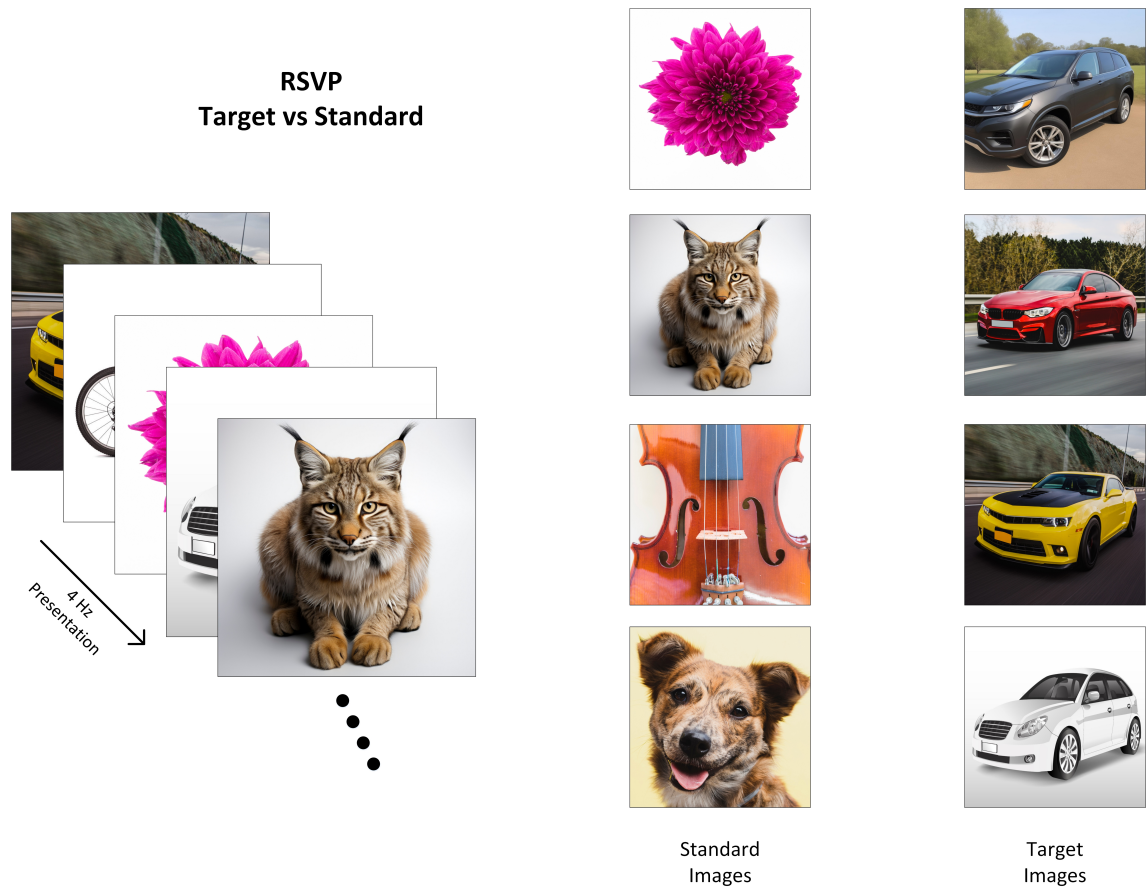 RSVP
Target vs Standard
4 Hz
Presentation
Standard
Images
Target
Images